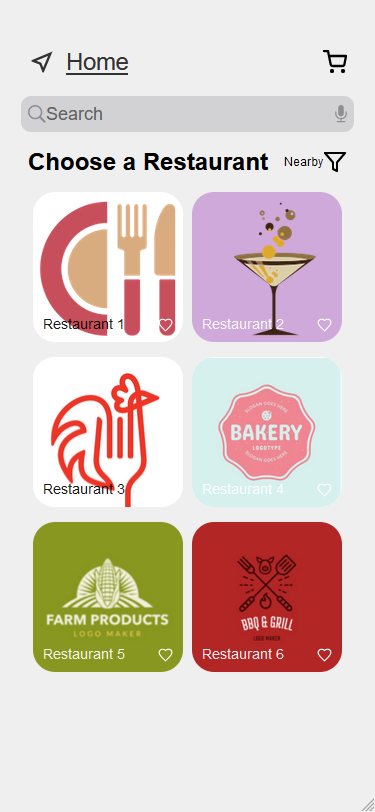 Home
Search
Choose a Restaurant
Nearby
Restaurant 1
Restaurant 2
Restaurant 3
SLOGAN GOES HERE
BAKERY
LOGOTYPE
SLOGAN GOES HERE
Restaurant 4
FARM PRODUCTS
LOGO MAKER
Restaurant 5
BBQ & GRILL
LOGO MAKER
Restaurant 6